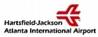 Hartsfield-Jackson
Atlanta International Airport